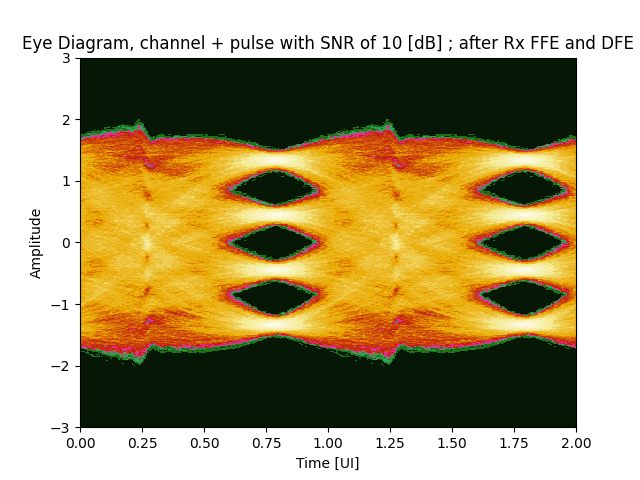 Eye Diagram, channel + pulse with SNR of 10 [dB] ; after Rx FFE and DFE
3
2
1
0
−1
−2
−3
Amplitude
0.00 0.25 0.50 0.75 1.00 1.25 1.50 1.75 2.00
Time [UI]